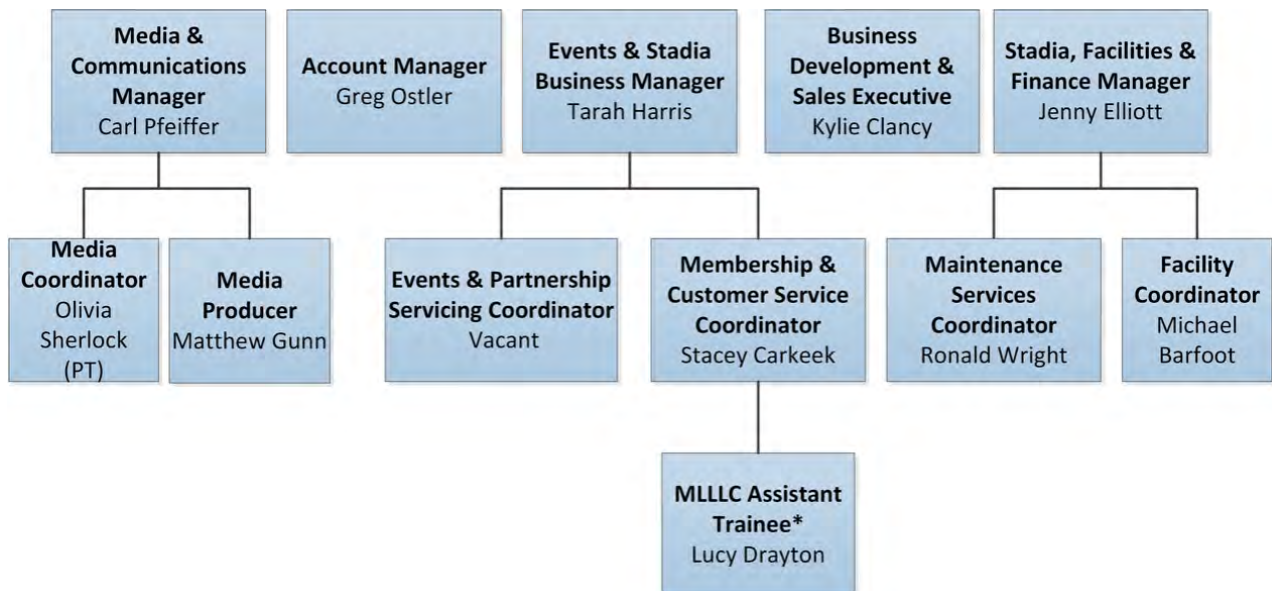 Media &
Communications
Manager
Carl Pfeiffer
Account Manager
Greg Ostler
Events & Stadia
Business Manager
Tarah Harris
Business
Development &
Sales Executive
Kylie Clancy
Stadia, Facilities &
Finance Manager
Jenny Elliott
Media
Coordinator
Olivia
Sherlock
(PT)
Media
Producer
Matthew Gunn
Events & Partnership
Servicing Coordinator
Vacant
Membership &
Customer Service
Coordinator
Stacey Carkeek
Maintenance
Services
Coordinator
Ronald Wright
Facility
Coordinator
Michael
Barfoot
MLLLC Assistant
Trainee*
Lucy Drayton